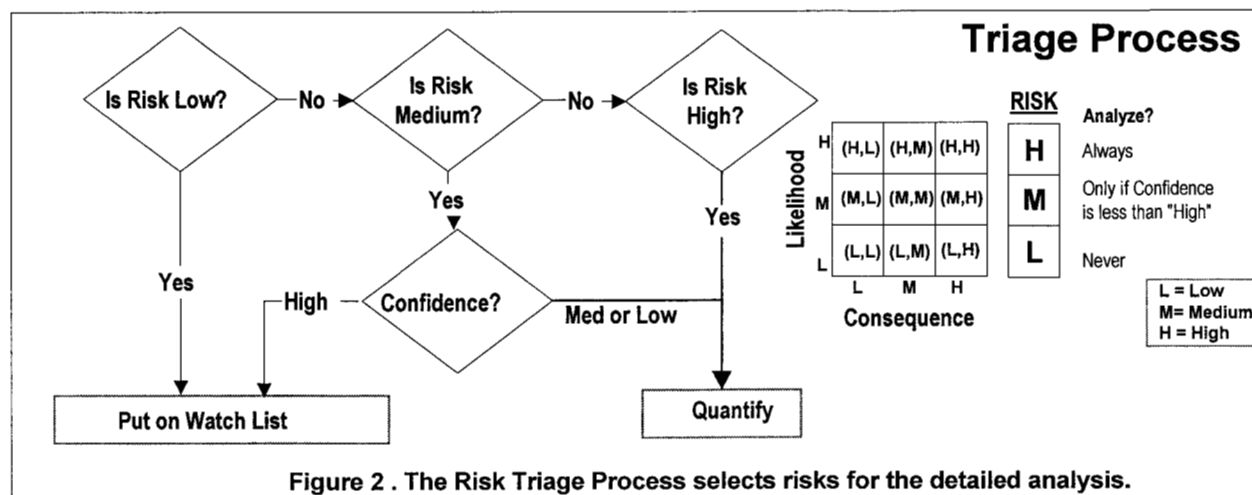 Triage Process
Is Risk Low?
No
Is Risk
Medium?
No
Is Risk
High?
Yes
Yes
Yes
High
Confidence?
Med or Low
Put on Watch List
Quantify
Likelihood
H
(H,L) (H,M) (H,H)
M
(M,L) (M,M) (M,H)
L
(L,L) (L,M) (L,H)
L M H
Consequence
RISK
Analyze?
H
Always
M
Only if Confidence
is less than "High"
L
Never
L = Low
M= Medium
H = High
Figure 2 . The Risk Triage Process selects risks for the detailed analysis.